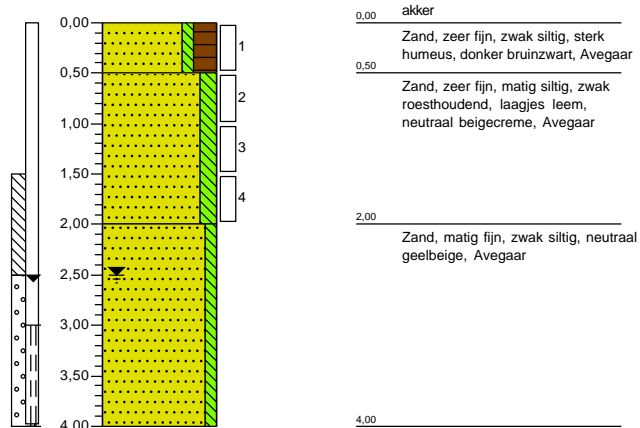 0,00
0,50
1,00
1,50
2,00
2,50
3,00
3,50
4,00
1
2
3
4
0,00
akker
Zand, zeer fijn, zwak siltig, sterk
humeus, donker bruinzwart, Avegaar
0,50
Zand, zeer fijn, matig siltig, zwak
roesthoudend, laagjes leem,
neutraal beigecreme, Avegaar
2,00
Zand, matig fijn, zwak siltig, neutraal
geelbeige, Avegaar
4,00